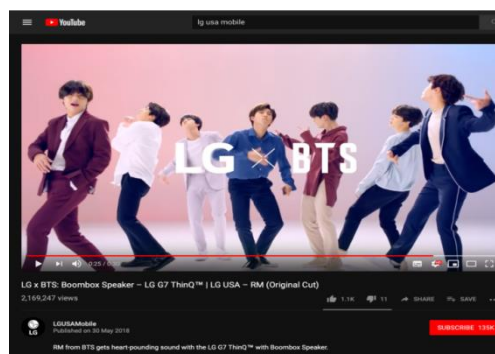 YouTube
lg usa mobile
LG × BTS
LG x BTS: Boombox Speaker – LG G7 ThinQ™ | LG USA – RM (Original Cut)
2,169,247 views
1.1K
11
SHARE
SAVE
LG
LGUSAMobile
Published on 30 May 2018
SUBSCRIBE 135K
RM from BTS gets heart-pounding sound with the LG G7 ThinQ™ with Boombox Speaker.